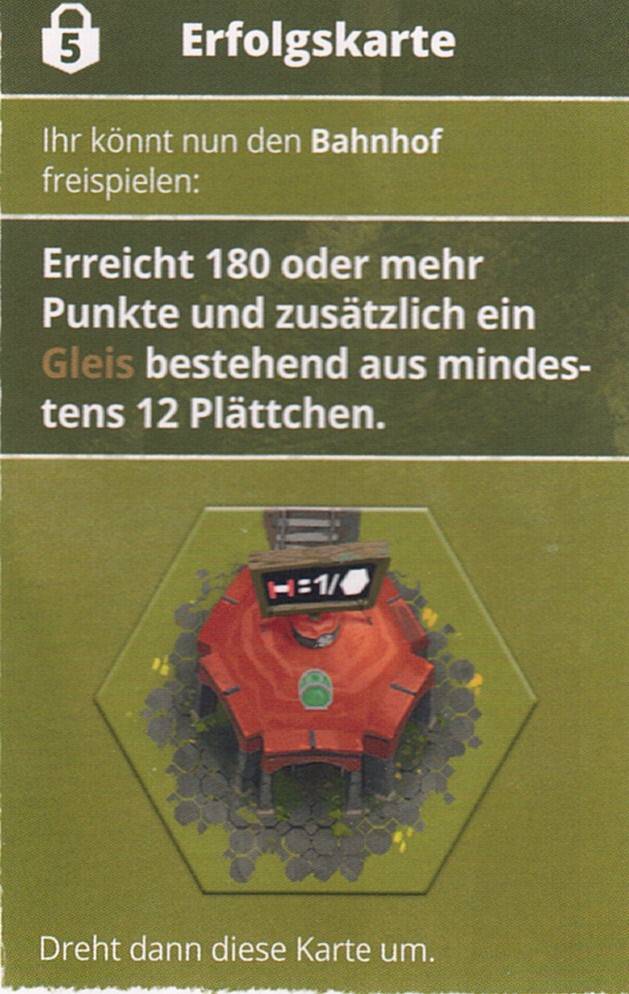 5
Erfolgskarte
Ihr könnt nun den Bahnhof
freispielen:
Erreicht 180 oder mehr
Punkte und zusätzlich ein
Gleis bestehend aus mindes-
tens 12 Plättchen.
=1/
Dreht dann diese Karte um.